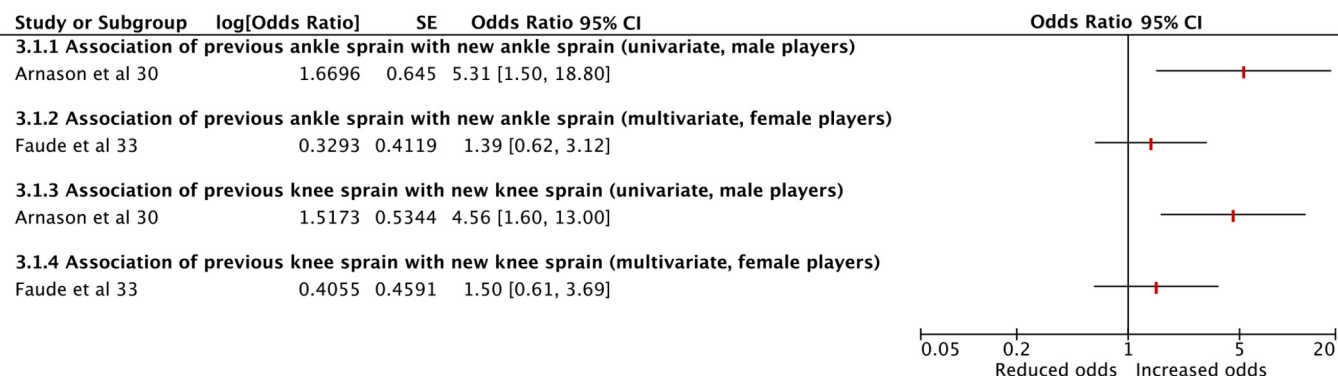 Study or Subgroup log[Odds Ratio] SE Odds Ratio 95% CI Odds Ratio 95% CI
3.1.1 Association of previous ankle sprain with new ankle sprain (univariate, male players)
Arnason et al 30 1.6696 0.645 5.31 [1.50, 18.80]
3.1.2 Association of previous ankle sprain with new ankle sprain (multivariate, female players)
Faude et al 33 0.3293 0.4119 1.39 [0.62, 3.12]
3.1.3 Association of previous knee sprain with new knee sprain (univariate, male players)
Arnason et al 30 1.5173 0.5344 4.56 [1.60, 13.00]
3.1.4 Association of previous knee sprain with new knee sprain (multivariate, female players)
Faude et al 33 0.4055 0.4591 1.50 [0.61, 3.69]
0.05 0.2 1 5 20
Reduced odds Increased odds